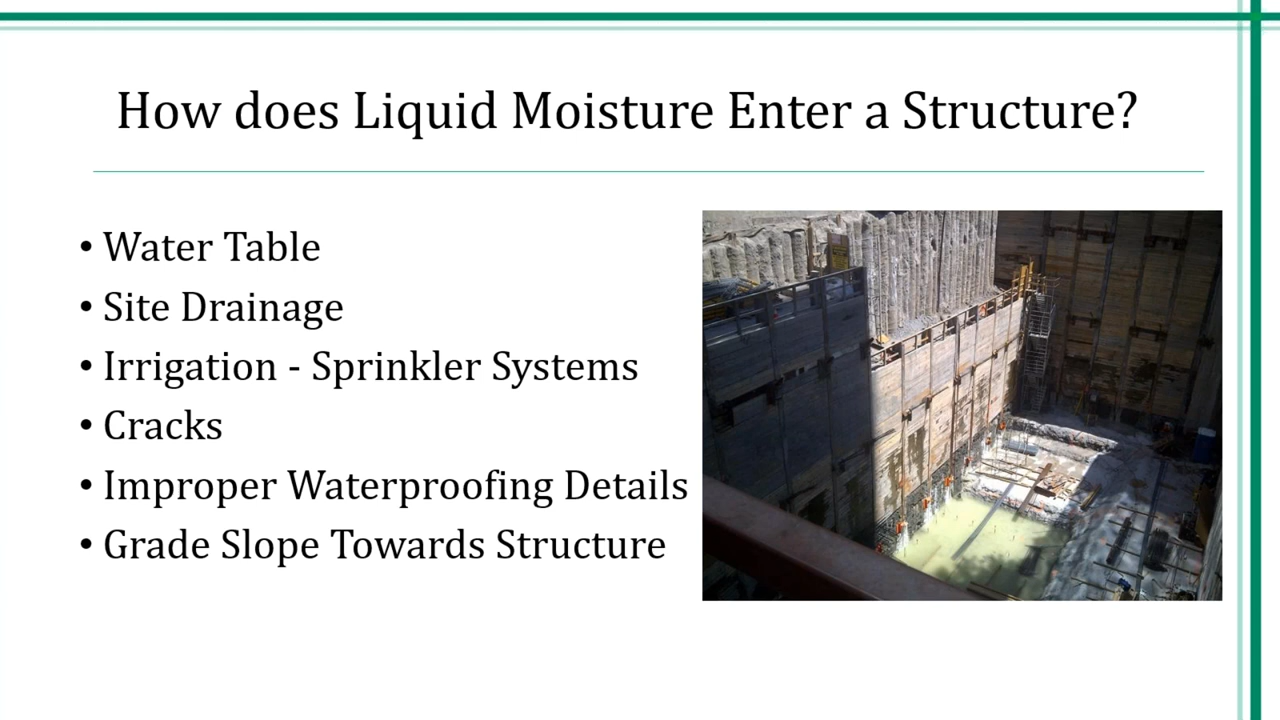 How does Liquid Moisture Enter a Structure?
• Water Table
• Site Drainage
• Irrigation - Sprinkler Systems
• Cracks
• Improper Waterproofing Details
• Grade Slope Towards Structure